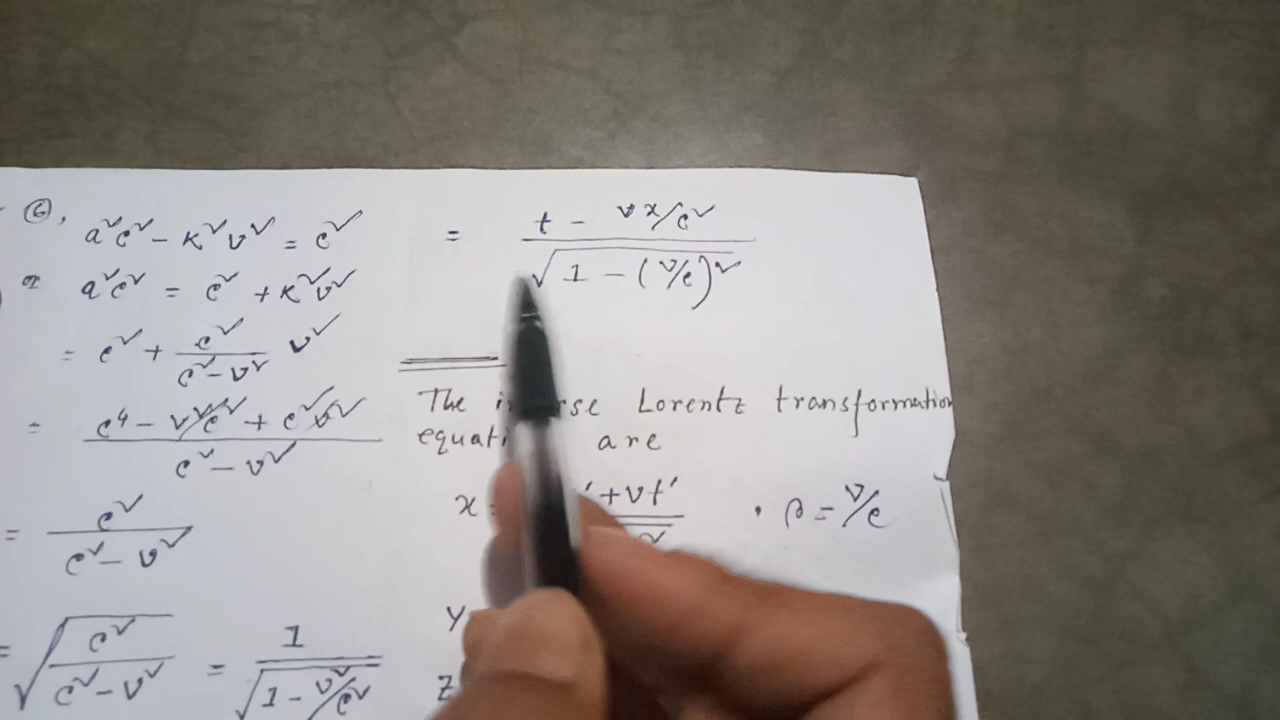 ⑥,
a²c² - K²v² = c²
or a²c² = c² + K²v²
= c² + c²/(c² - v²) v²
= (c⁴ - v²c² + c²v²)/(c² - v²)
= c²/(c² - v²)
= √(c²/(c² - v²)) = 1/√(1 - v²/c²)
= (t - vx/c²)/√(1 - (v/c)²)
The Lorentz transformation
are
x = ' + vt' . β = v/c
y
z